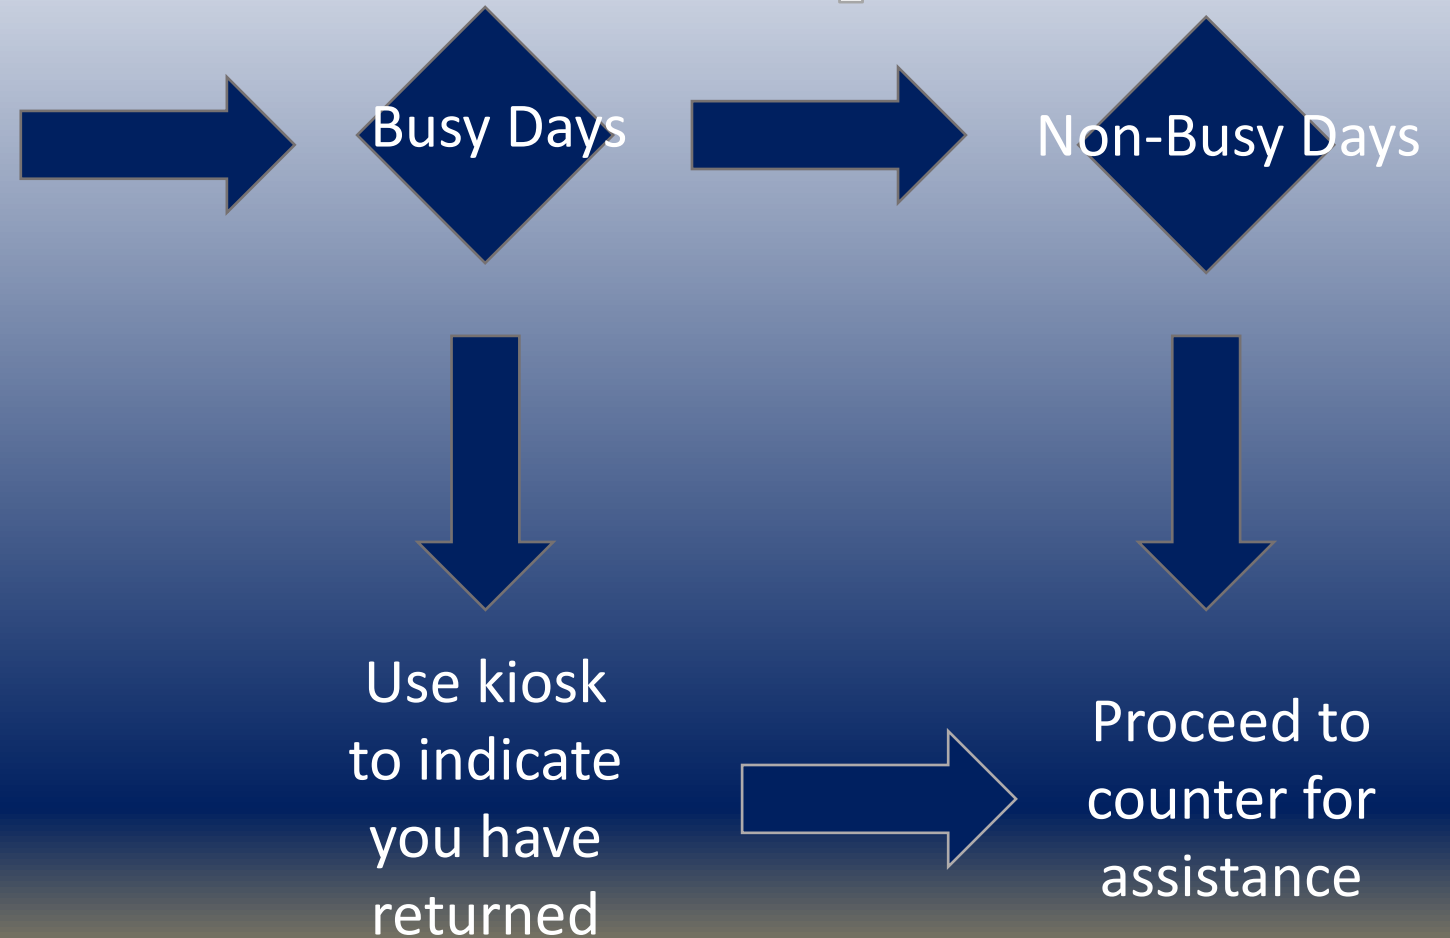 Busy Days
Non-Busy Days
Use kiosk
to indicate
you have
returned
Proceed to
counter for
assistance